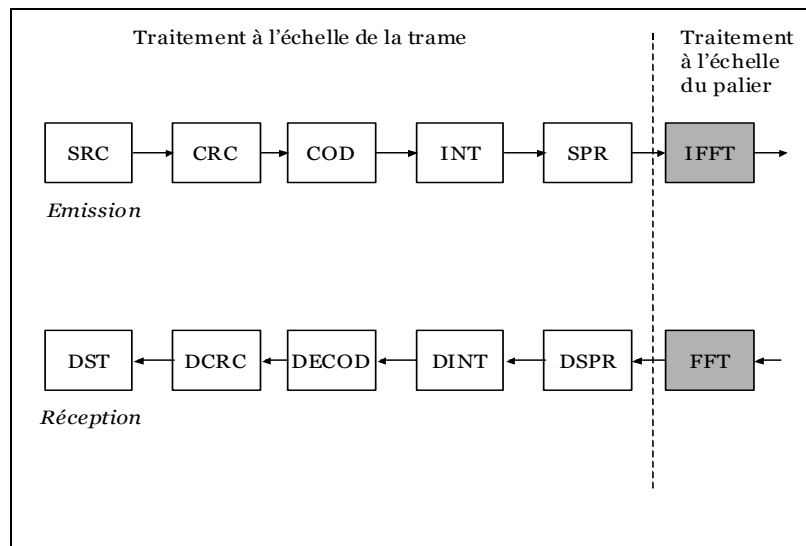 Traitement à l'échelle de la trame
Traitement
à l'échelle
du palier
SRC
CRC
COD
INT
SPR
IFFT
Emission
DST
DCRC
DECOD
DINT
DSPR
FFT
Réception